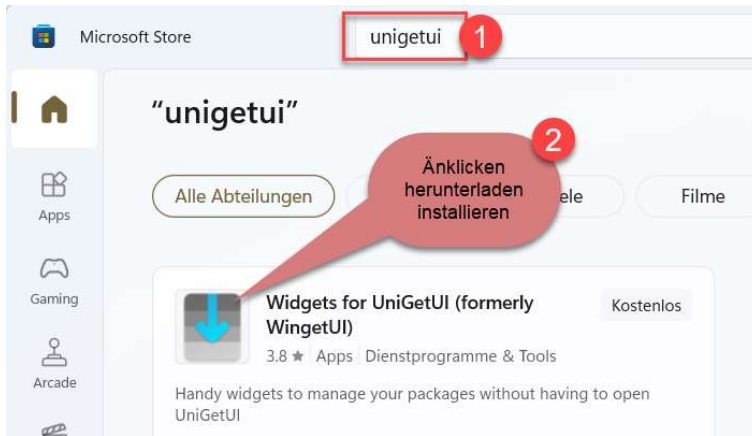 Microsoft Store
unigetui
1
"unigetui"
2
Änklicken
herunterladen
installieren
Alle Abteilungen
ele
Filme
Apps
Gaming
Arcade
Widgets for UniGetUI (formerly
WingetUI)
Kostenlos
3.8 ★ Apps Dienstprogramme & Tools
Handy widgets to manage your packages without having to open
UniGetUI